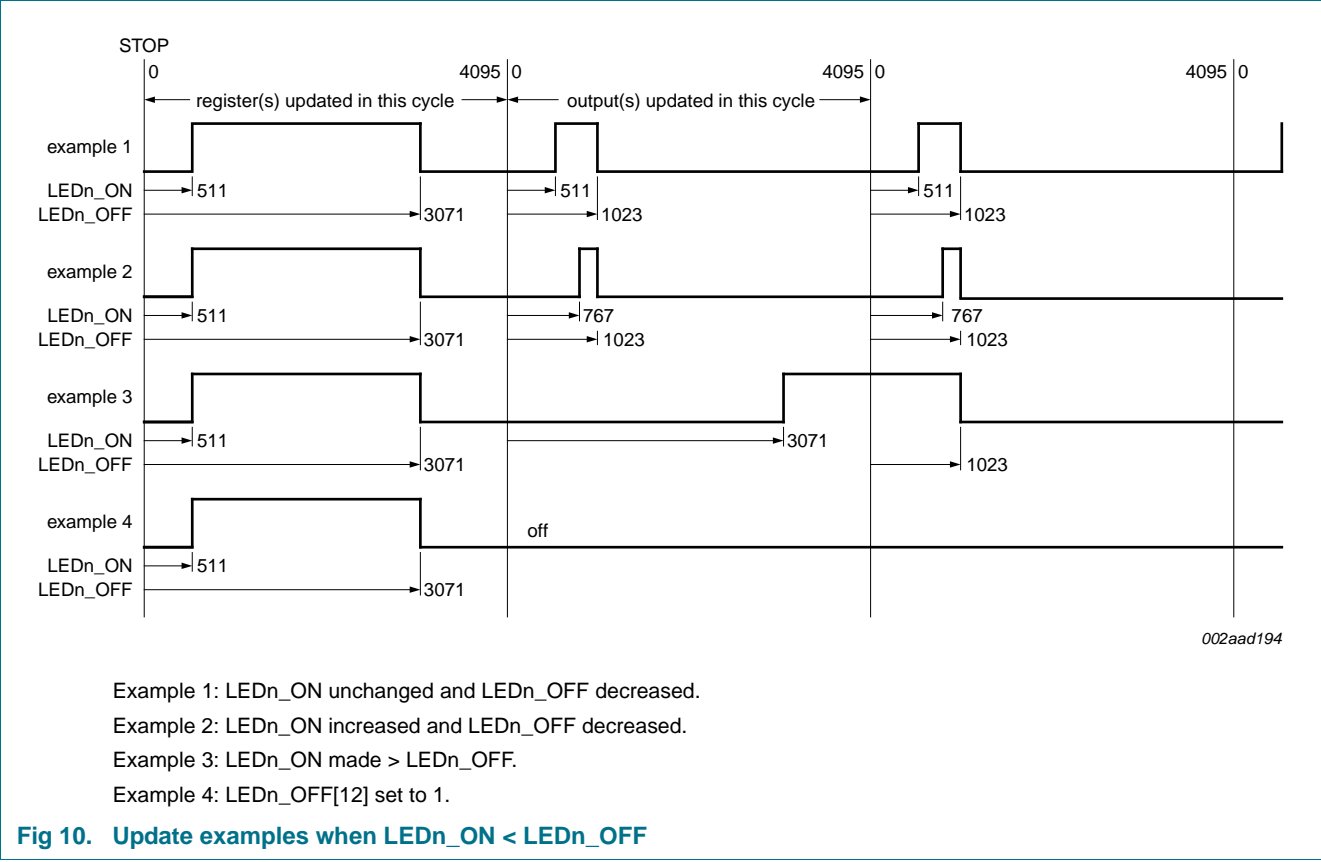 STOP
0 4095 0 4095 0 4095 0
register(s) updated in this cycle output(s) updated in this cycle
example 1
LEDn_ON 511 511 511
LEDn_OFF 3071 1023 1023
example 2
LEDn_ON 511 767 767
LEDn_OFF 3071 1023 1023
example 3
LEDn_ON 511 3071
LEDn_OFF 3071 1023
example 4 off
LEDn_ON 511
LEDn_OFF 3071
002aad194
Example 1: LEDn_ON unchanged and LEDn_OFF decreased.
Example 2: LEDn_ON increased and LEDn_OFF decreased.
Example 3: LEDn_ON made > LEDn_OFF.
Example 4: LEDn_OFF[12] set to 1.
Fig 10. Update examples when LEDn_ON < LEDn_OFF